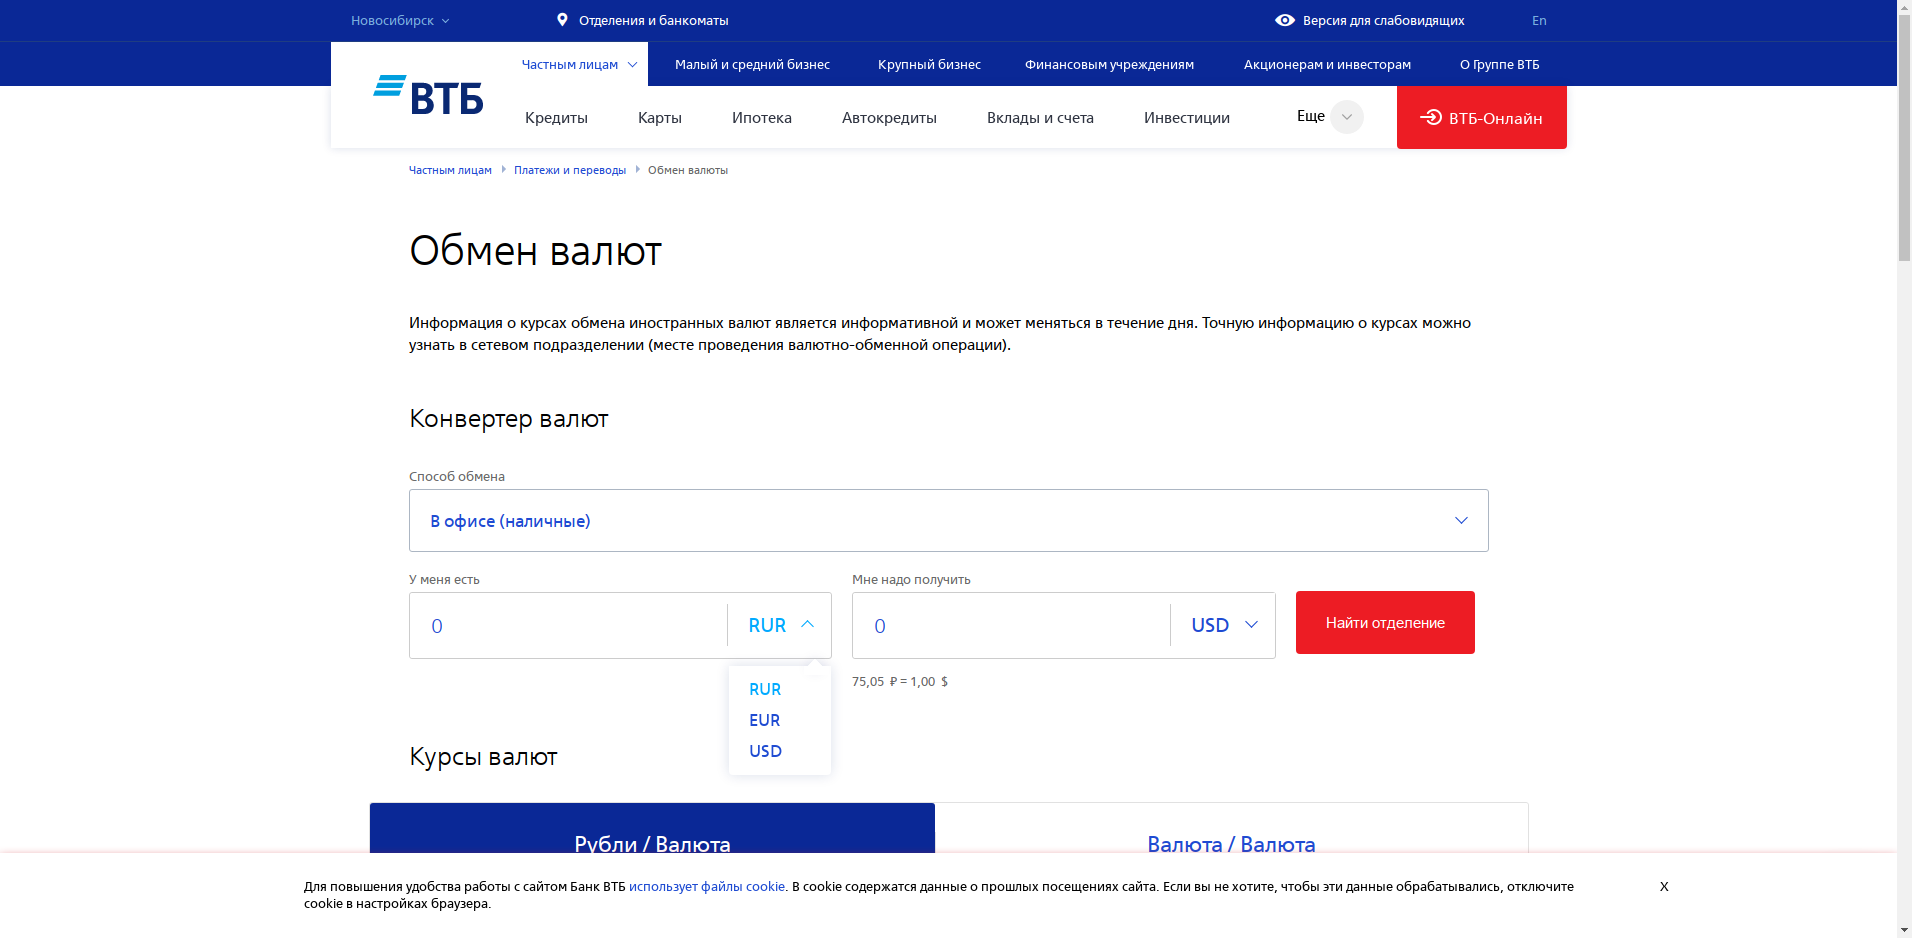 Новосибирск
Отделения и банкоматы
Версия для слабовидящих
En
Частным лицам
Малый и средний бизнес
Крупный бизнес
Финансовым учреждениям
Акционерам и инвесторам
О Группе ВТБ
ВТБ
Кредиты
Карты
Ипотека
Автокредиты
Вклады и счета
Инвестиции
Еще
ВТБ-Онлайн
Частным лицам
Платежи и переводы
Обмен валюты
Обмен валют
Информация о курсах обмена иностранных валют является информативной и может меняться в течение дня. Точную информацию о курсах можно
узнать в сетевом подразделении (месте проведения валютно-обменной операции).
Конвертер валют
Способ обмена
В офисе (наличные)
У меня есть
Мне надо получить
0
RUR
0
USD
Найти отделение
75,05 ₽ = 1,00 $
RUR
EUR
USD
Курсы валют
Рубли / Валюта
Валюта / Валюта
Для повышения удобства работы с сайтом Банк ВТБ использует файлы cookie. В cookie содержатся данные о прошлых посещениях сайта. Если вы не хотите, чтобы эти данные обрабатывались, отключите
cookie в настройках браузера.
X